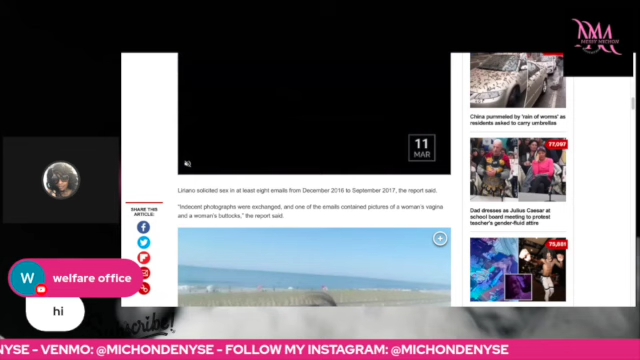 NMA
11
MAR
China pummeled by 'rain of worms' as
residents asked to carry umbrellas
77,097
Liriano solicited sex in at least eight emails from December 2016 to September 2017, the report said.
"Indecent photographs were exchanged, and one of the emails contained pictures of a woman's vagina
and a woman's buttocks," the report said.
SHARE THIS
ARTICLE:
Dad dresses as Julius Caesar at
school board meeting to protest
teacher's gender-fluid attire
75,551
W
welfare office
hi
Subscribe!
NYSE - VENMO: @MICHONDENYSE - FOLLOW MY INSTAGRAM: @MICHONDENYSE